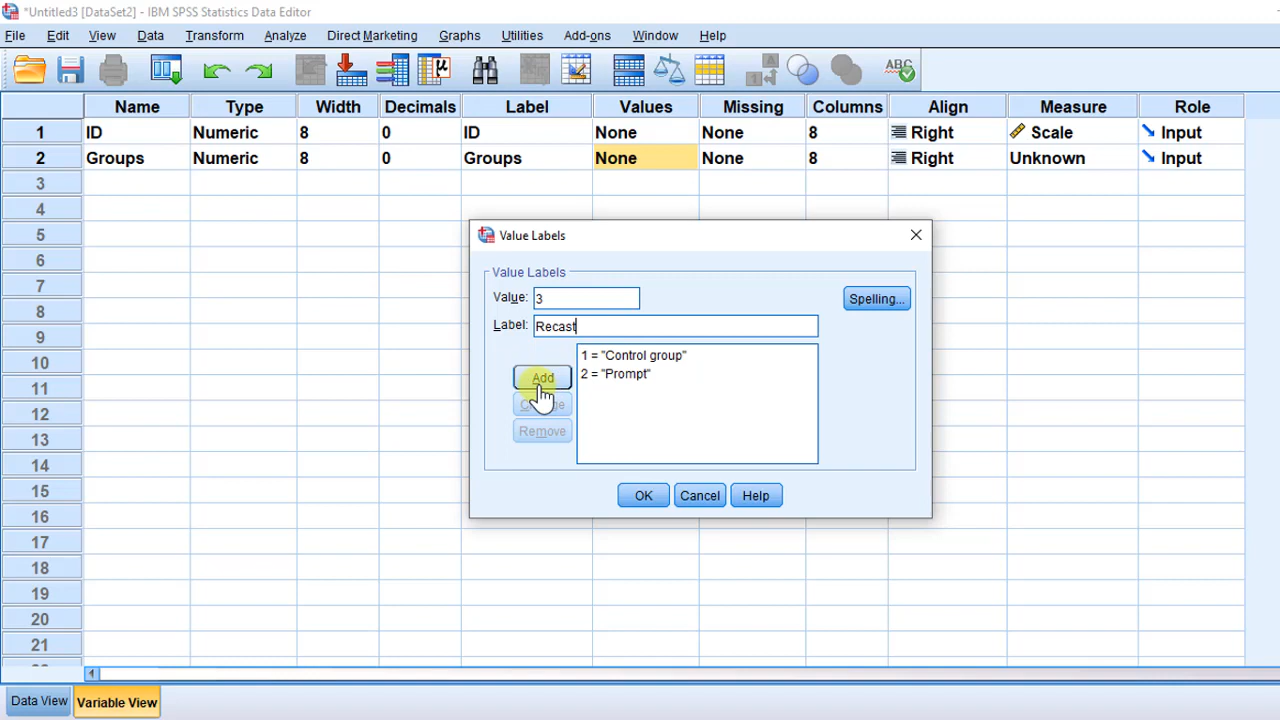 *Untitled3 [DataSet2] - IBM SPSS Statistics Data Editor
File Edit View Data Transform Analyze Direct Marketing Graphs Utilities Add-ons Window Help
Name Type Width Decimals Label Values Missing Columns Align Measure Role
1 ID Numeric 8 0 ID None None 8 Right Scale Input
2 Groups Numeric 8 0 Groups None None 8 Right Unknown Input
3
4
5
6
7
8
9
10
11
12
13
14
15
16
17
18
19
20
21
Value Labels
Value Labels
Value: 3
Spelling...
Label: Recast
1 = "Control group"
2 = "Prompt"
Add
Remove
OK Cancel Help
Data View Variable View